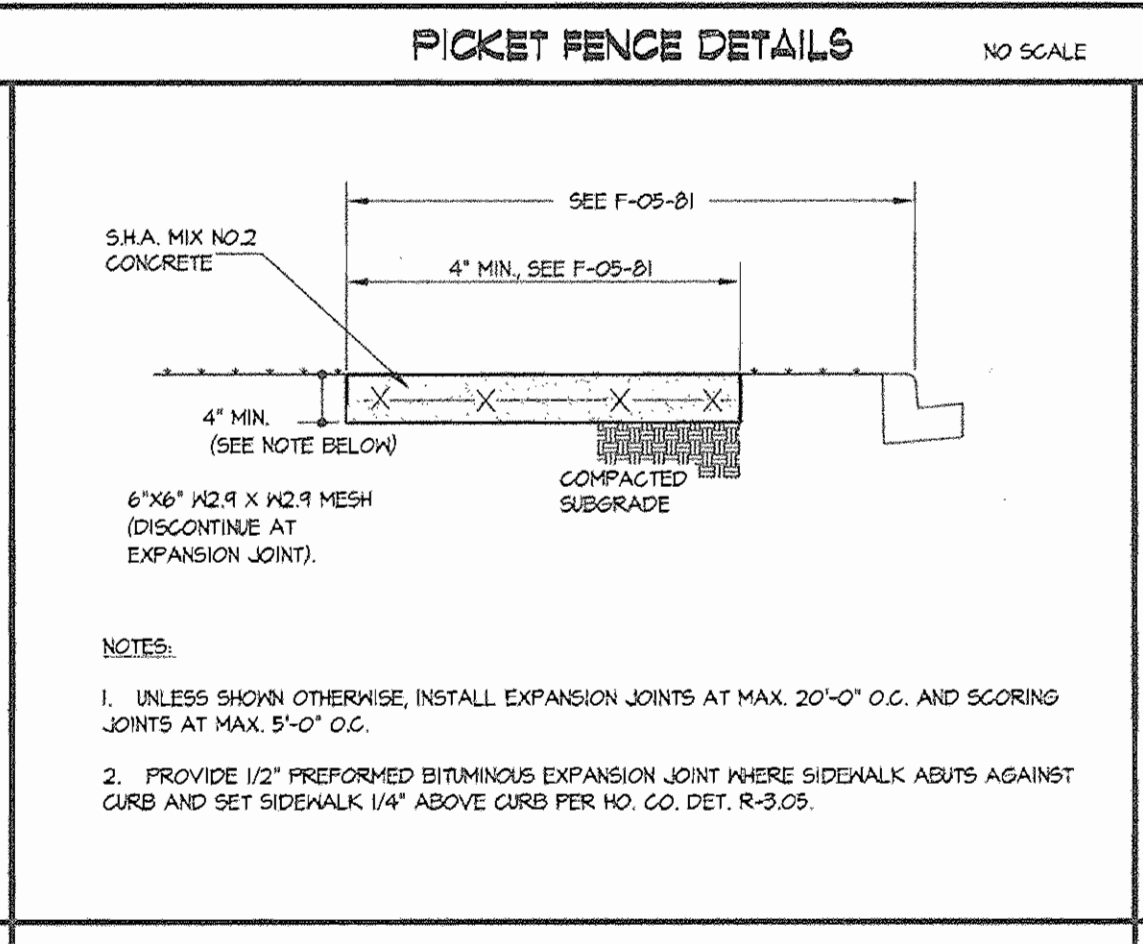 PICKET FENCE DETAILS NO SCALE
SEE F-05-81
S.H.A. MIX NO.2
CONCRETE
4" MIN., SEE F-05-81
4" MIN.
(SEE NOTE BELOW)
COMPACTED
SUBGRADE
6"X6" W2.9 X W2.9 MESH
(DISCONTINUE AT
EXPANSION JOINT).
NOTES:
1. UNLESS SHOWN OTHERWISE, INSTALL EXPANSION JOINTS AT MAX. 20'-0" O.C. AND SCORING
JOINTS AT MAX. 5'-0" O.C.
2. PROVIDE 1/2" PREFORMED BITUMINOUS EXPANSION JOINT WHERE SIDEWALK ABUTS AGAINST
CURB AND SET SIDEWALK 1/4" ABOVE CURB PER HO. CO. DET. R-3.05.